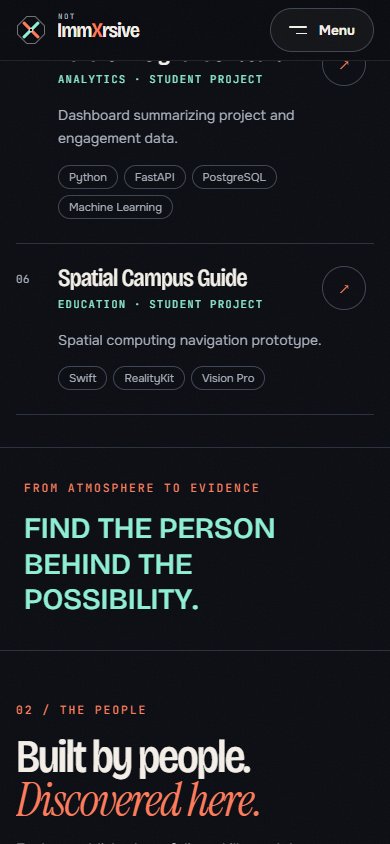 NOT
ImmXrsive
Menu
ANALYTICS · STUDENT PROJECT
Dashboard summarizing project and
engagement data.
Python
FastAPI
PostgreSQL
Machine Learning
06
Spatial Campus Guide
EDUCATION · STUDENT PROJECT
Spatial computing navigation prototype.
Swift
RealityKit
Vision Pro
FROM ATMOSPHERE TO EVIDENCE
FIND THE PERSON
BEHIND THE
POSSIBILITY.
02 / THE PEOPLE
Built by people.
Discovered here.